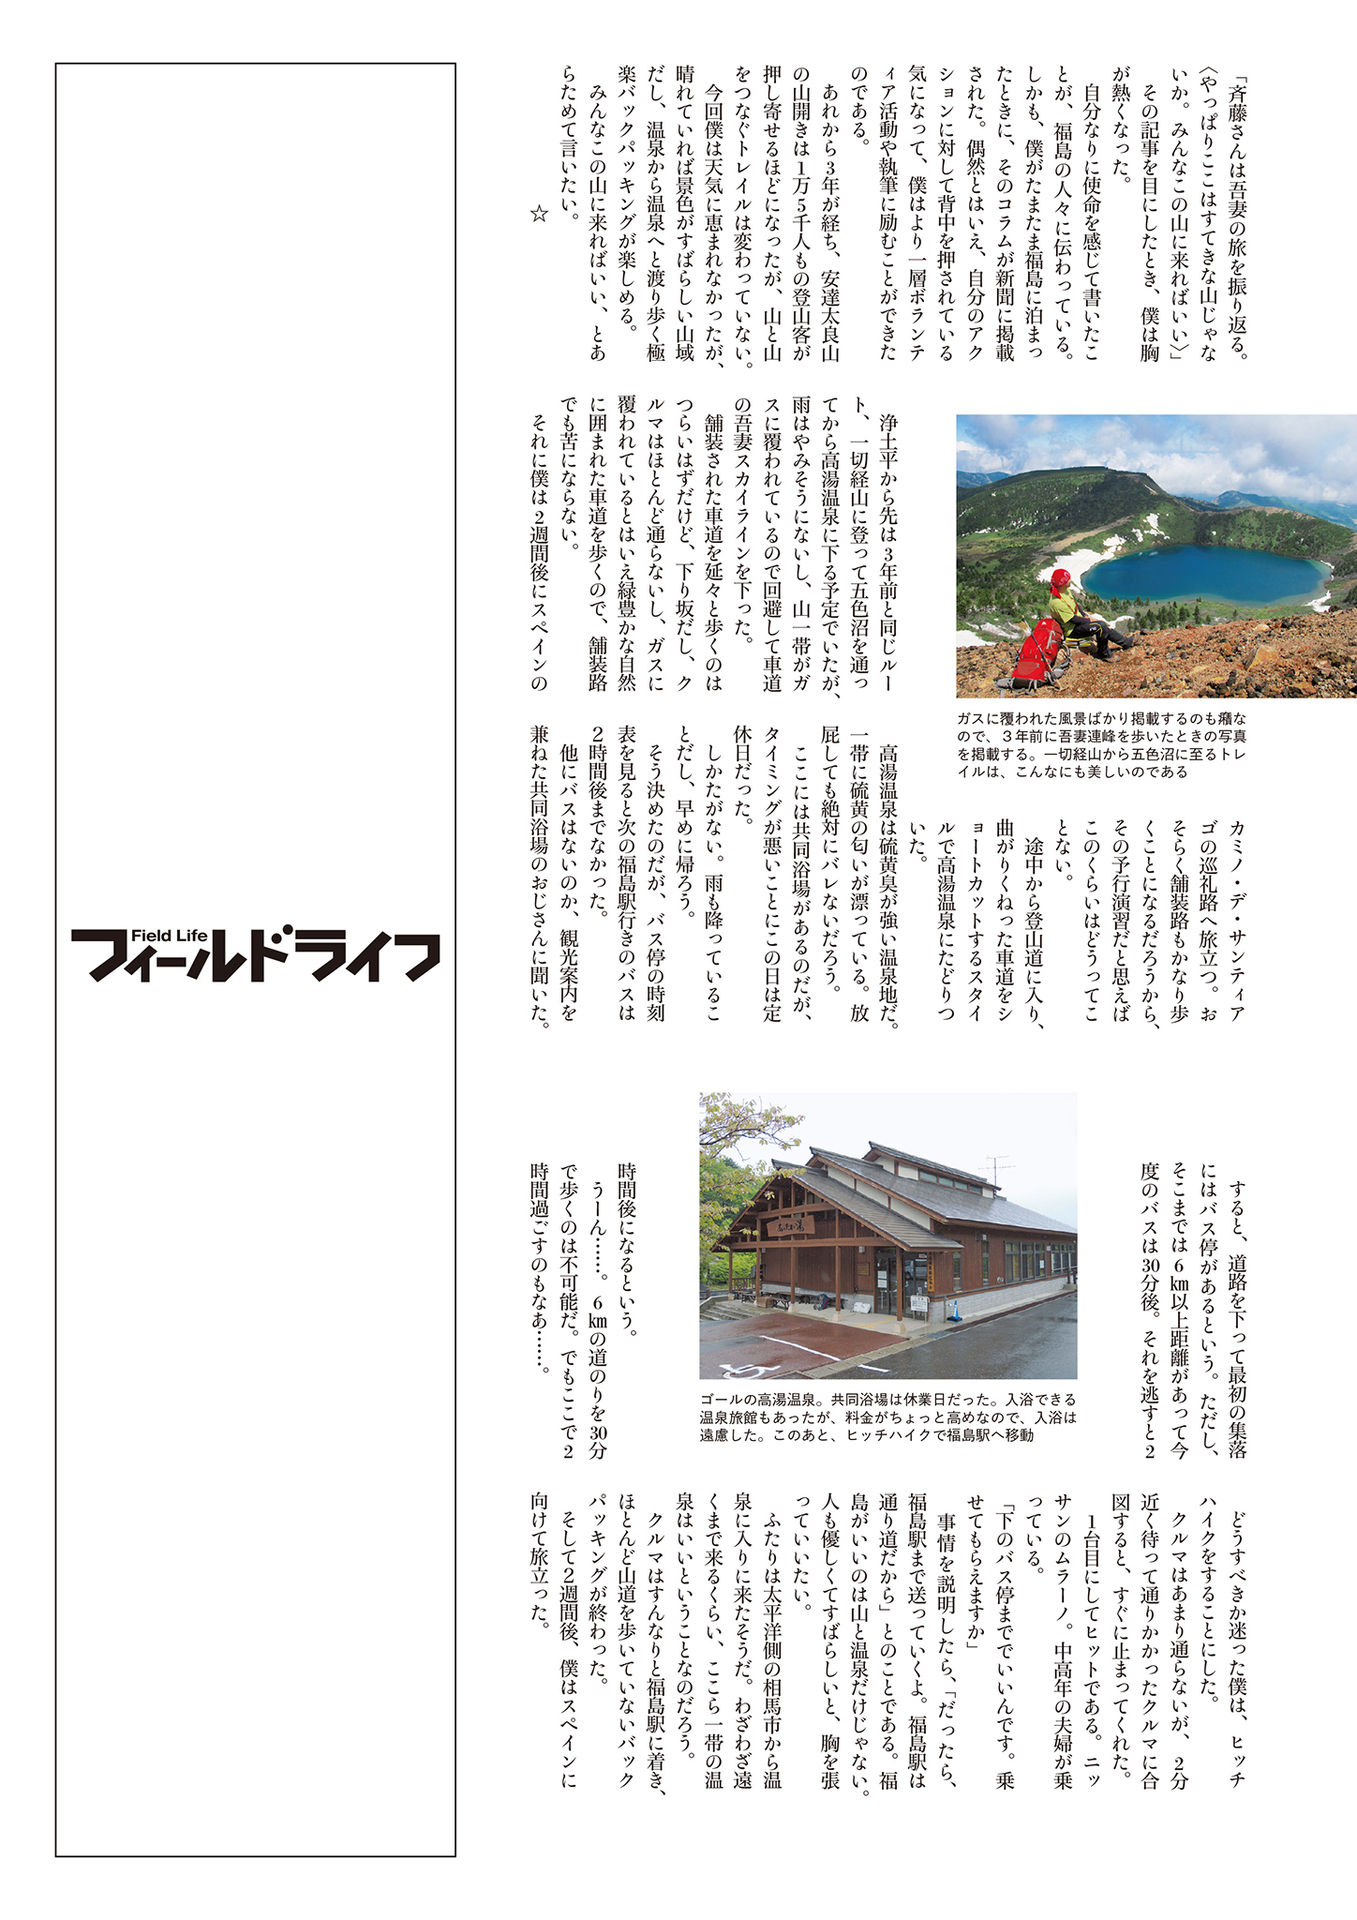 「斉藤さんは吾妻の旅を振り返る。
〈やっぱりここはすてきな山じゃな
いか。みんなこの山に来ればいい〉」
その記事を目にしたとき、僕は胸
が熱くなった。
自分なりに使命を感じて書いたこ
とが、福島の人々に伝わっている。
しかも、僕がたまたま福島に泊まっ
たときに、そのコラムが新聞に掲載
された。偶然とはいえ、自分のアク
ションに対して背中を押されている
気になって、僕はより一層ボランテ
ィア活動や執筆に励むことができた
のである。
あれから3年が経ち、安達太良山
の山開きは1万5千人もの登山客が
押し寄せるほどになったが、山と山
をつなぐトレイルは変わっていない。
今回僕は天気に恵まれなかったが、
晴れていれば景色がすばらしい山域
だし、温泉から温泉へと渡り歩く極
楽バックパッキングが楽しめる。
みんなこの山に来ればいい、とあ
らためて言いたい。
☆
浄土平から先は3年前と同じルー
ト、一切経山に登って五色沼を通っ
てから高湯温泉に下る予定でいたが、
雨はやみそうにないし、山一帯がガ
スに覆われているので回避して車道
の吾妻スカイラインを下った。
舗装された車道を延々と歩くのは
つらいはずだけど、下り坂だし、ク
ルマはほとんど通らないし、ガスに
覆われているとはいえ緑豊かな自然
に囲まれた車道を歩くので、舗装路
でも苦にならない。
それに僕は2週間後にスペインの
ガスに覆われた風景ばかり掲載するのも癪な
ので、3年前に吾妻連峰を歩いたときの写真
を掲載する。一切経山から五色沼に至るトレ
イルは、こんなにも美しいのである
カミノ・デ・サンティア
ゴの巡礼路へ旅立つ。お
そらく舗装路もかなり歩
くことになるだろうから、
その予行演習だと思えば
このくらいはどうってこ
とない。
途中から登山道に入り、
曲がりくねった車道をシ
ョートカットするスタイ
ルで高湯温泉にたどりつ
いた。
高湯温泉は硫黄臭が強い温泉地だ。
一帯に硫黄の匂いが漂っている。放
屁しても絶対にバレないだろう。
ここには共同浴場があるのだが、
タイミングが悪いことにこの日は定
休日だった。
しかたがない。雨も降っているこ
とだし、早めに帰ろう。
そう決めたのだが、バス停の時刻
表を見ると次の福島駅行きのバスは
2時間後までなかった。
他にバスはないのか、観光案内を
兼ねた共同浴場のおじさんに聞いた。
すると、道路を下って最初の集落
にはバス停があるという。ただし、
そこまでは6㎞以上距離があって今
度のバスは30分後。それを逃すと2
時間後になるという。
うーん……。6㎞の道のりを30分
で歩くのは不可能だ。でもここで2
時間過ごすのもなあ……。
ゴールの高湯温泉。共同浴場は休業日だった。入浴できる
温泉旅館もあったが、料金がちょっと高めなので、入浴は
遠慮した。このあと、ヒッチハイクで福島駅へ移動
どうすべきか迷った僕は、ヒッチ
ハイクをすることにした。
クルマはあまり通らないが、2分
近く待って通りかかったクルマに合
図すると、すぐに止まってくれた。
1台目にしてヒットである。ニッ
サンのムラーノ。中高年の夫婦が乗
っている。
「下のバス停まででいいんです。乗
せてもらえますか」
事情を説明したら、「だったら、
福島駅まで送っていくよ。福島駅は
通り道だから」とのことである。福
島がいいのは山と温泉だけじゃない。
人も優しくてすばらしいと、胸を張
っていいたい。
ふたりは太平洋側の相馬市から温
泉に入りに来たそうだ。わざわざ遠
くまで来るくらい、ここら一帯の温
泉はいいということなのだろう。
クルマはすんなりと福島駅に着き、
ほとんど山道を歩いていないバック
パッキングが終わった。
そして2週間後、僕はスペインに
向けて旅立った。
Field Life
フィールドライフ